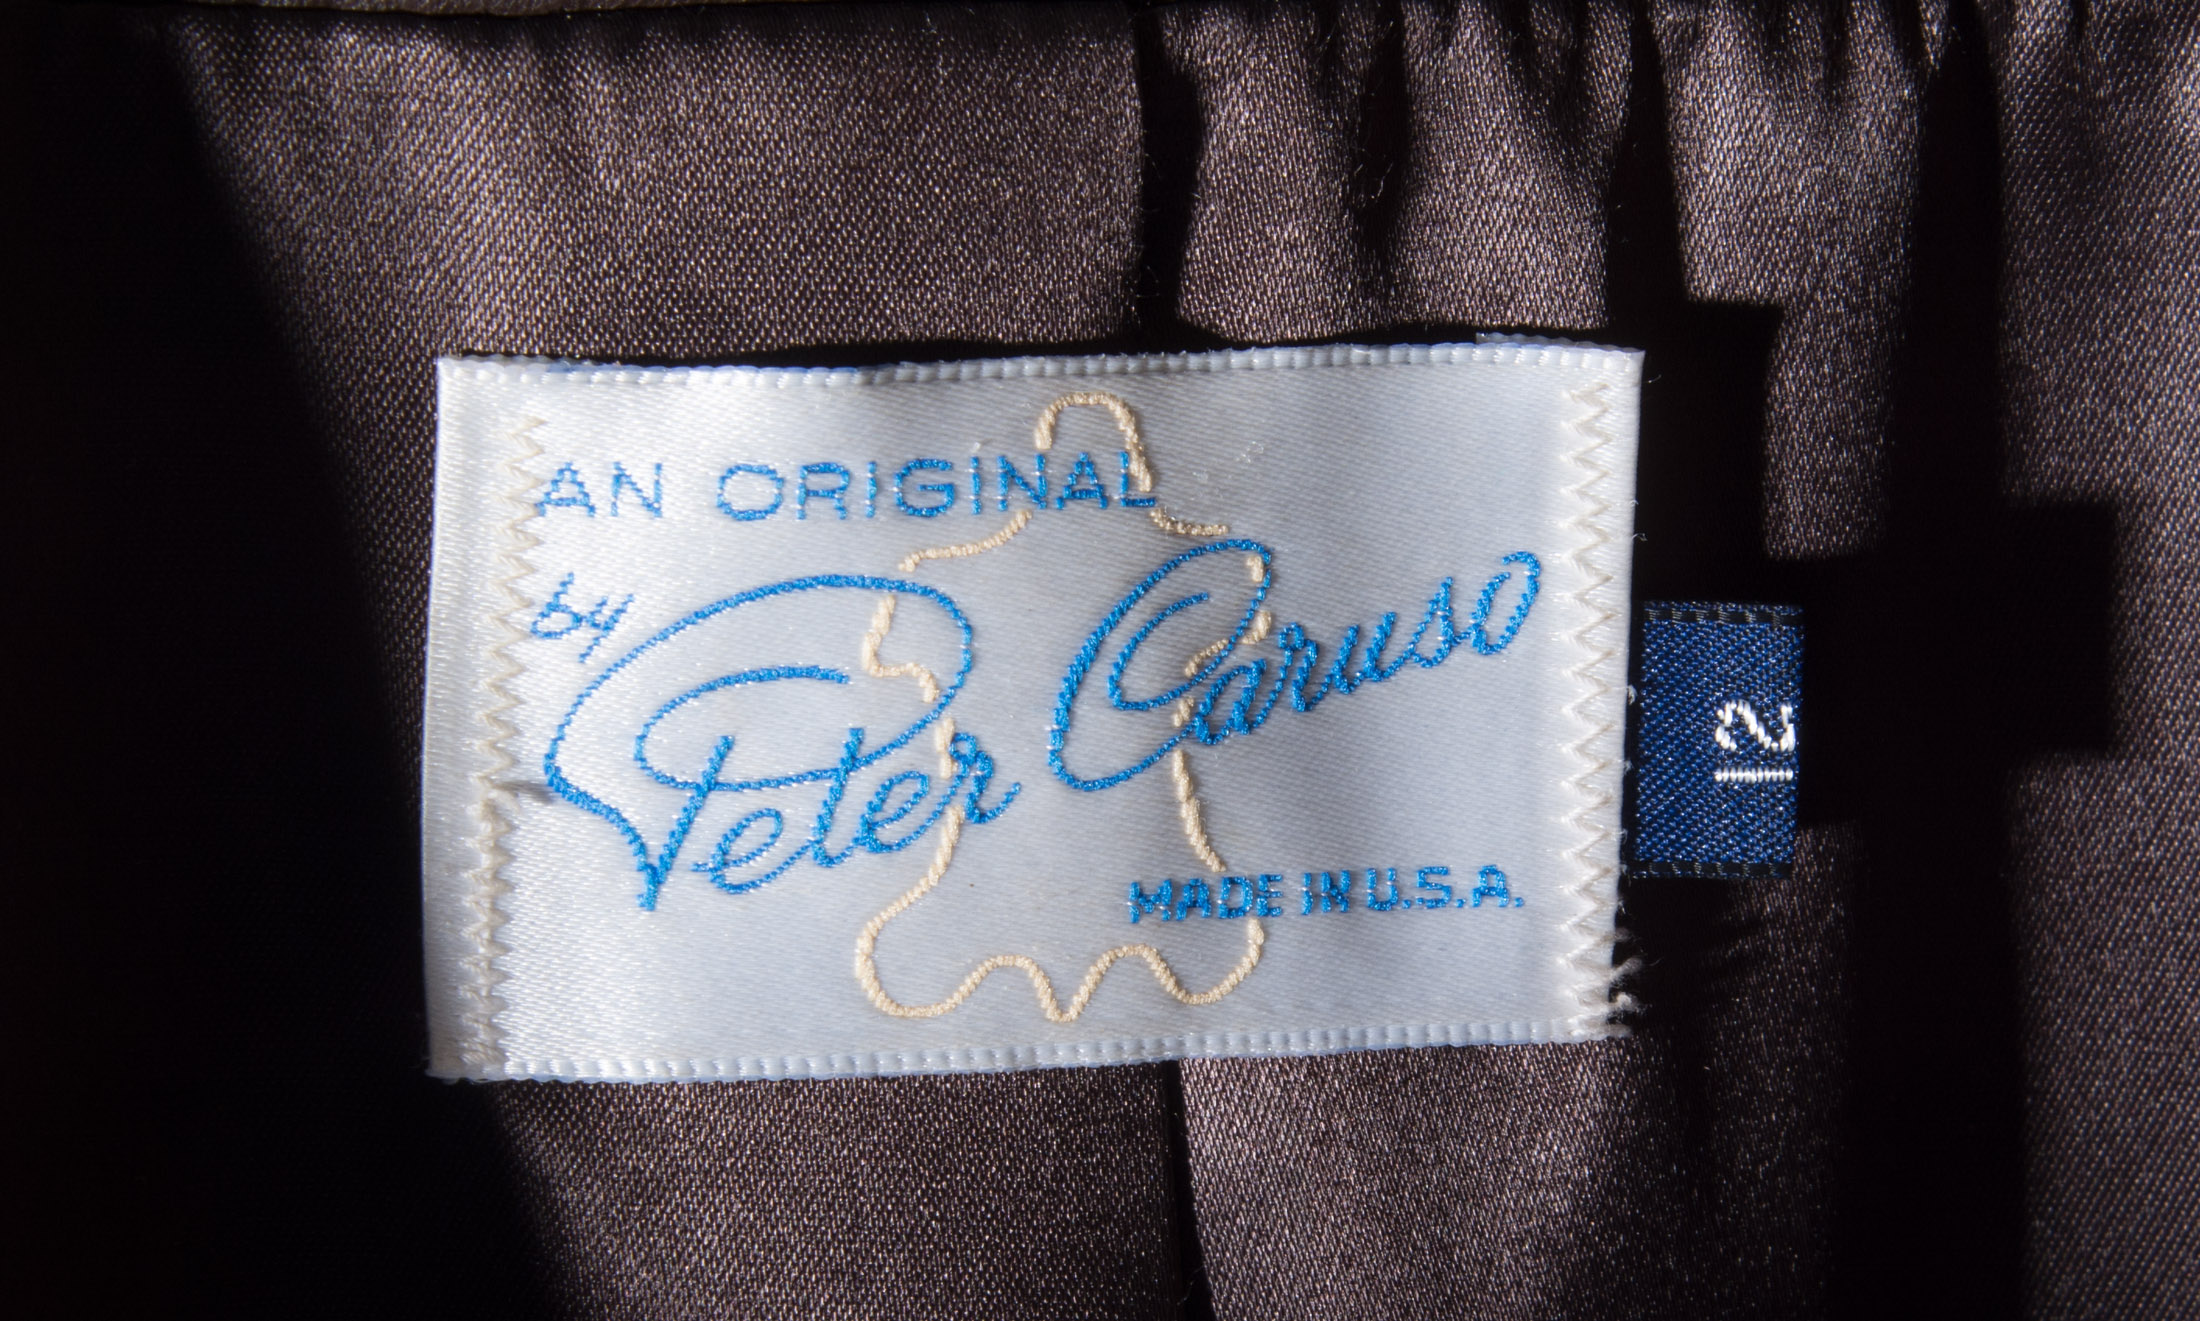 AN ORIGINAL
by Peter Caruso
MADE IN U.S.A.
12